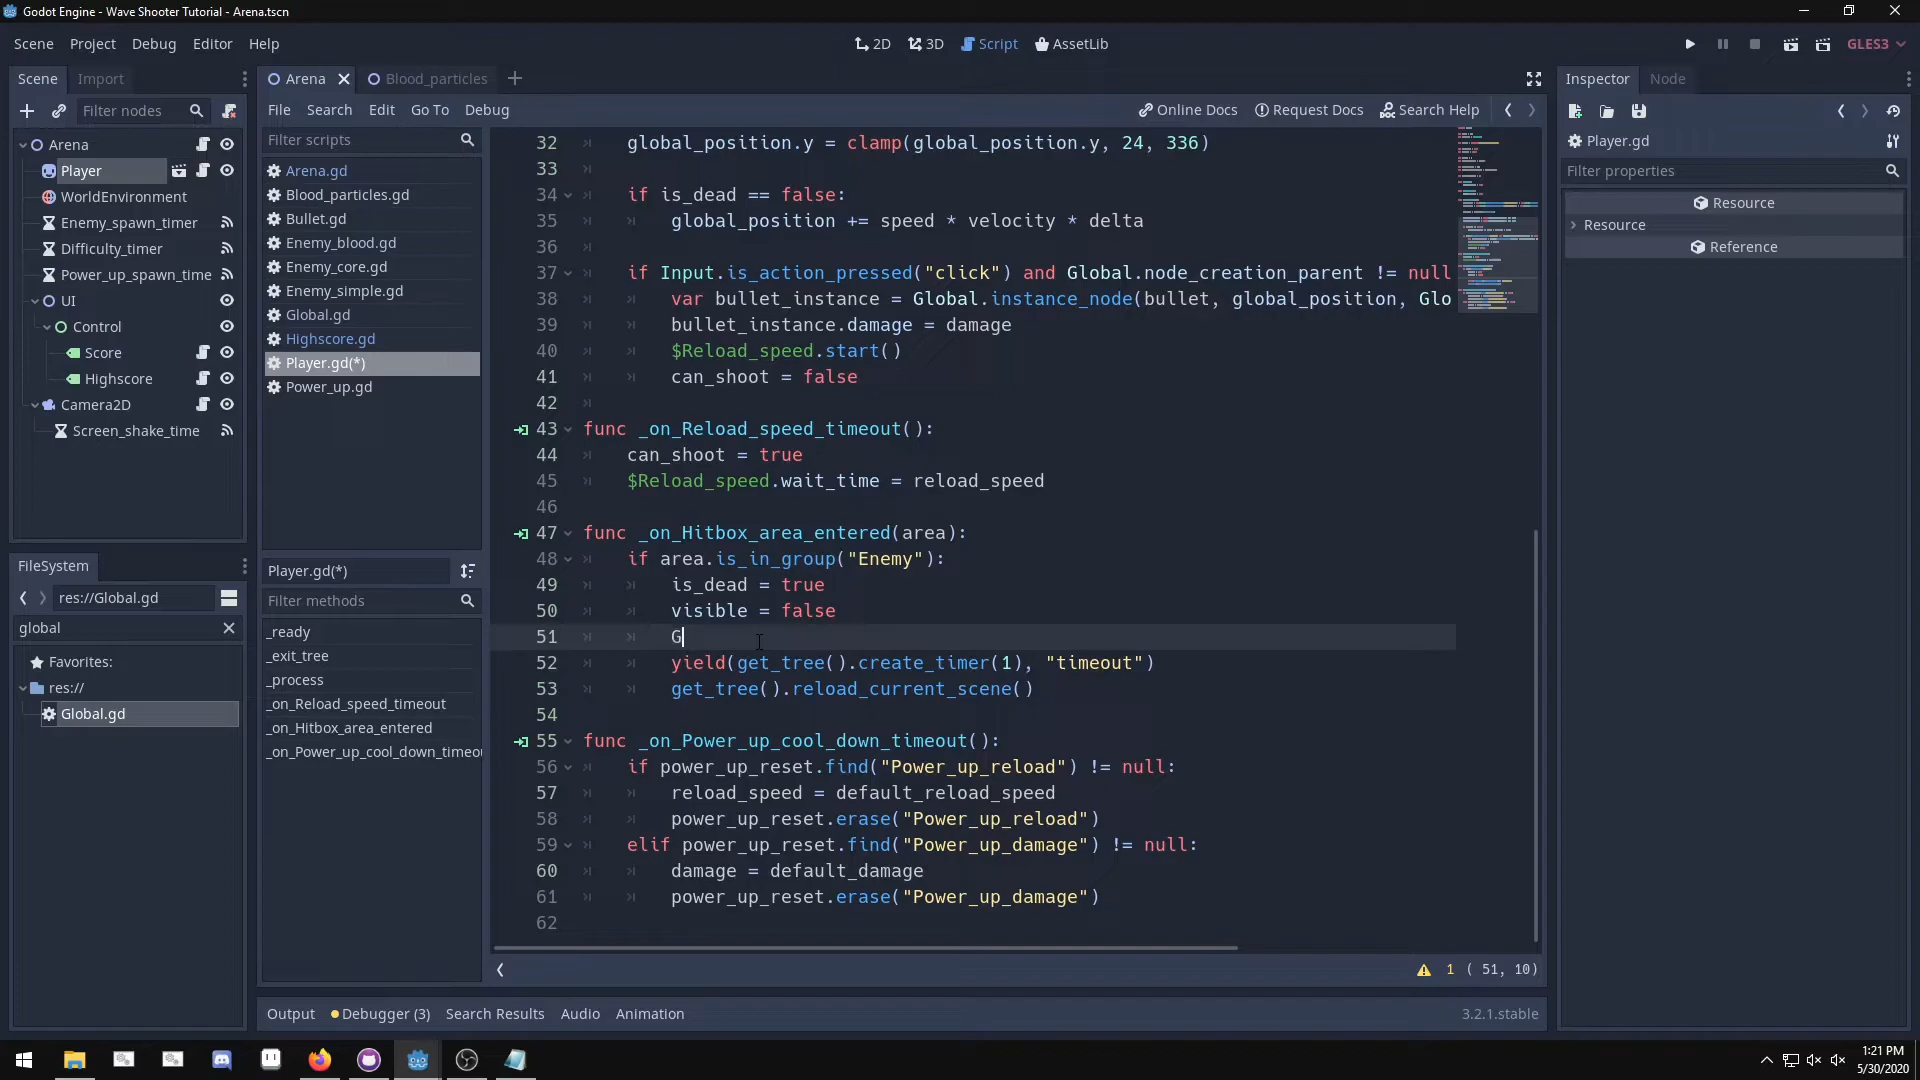 Godot Engine - Wave Shooter Tutorial - Arena.tscn
Scene Project Debug Editor Help
2D 3D Script AssetLib
GLES3
Scene Import
Filter nodes
Arena
Player
WorldEnvironment
Enemy_spawn_timer
Difficulty_timer
Power_up_spawn_time
UI
Control
Score
Highscore
Camera2D
Screen_shake_time
FileSystem
res://Global.gd
global
Favorites:
res://
Global.gd
Arena Blood_particles
File Search Edit Go To Debug
Online Docs Request Docs Search Help
Filter scripts
Arena.gd
Blood_particles.gd
Bullet.gd
Enemy_blood.gd
Enemy_core.gd
Enemy_simple.gd
Global.gd
Highscore.gd
Player.gd(*)
Power_up.gd
Player.gd(*)
Filter methods
_ready
_exit_tree
_process
_on_Reload_speed_timeout
_on_Hitbox_area_entered
_on_Power_up_cool_down_timeou
32 global_position.y = clamp(global_position.y, 24, 336)
33
34 if is_dead == false:
35 global_position += speed * velocity * delta
36
37 if Input.is_action_pressed("click") and Global.node_creation_parent != null
38 var bullet_instance = Global.instance_node(bullet, global_position, Glo
39 bullet_instance.damage = damage
40 $Reload_speed.start()
41 can_shoot = false
42
43 func _on_Reload_speed_timeout():
44 can_shoot = true
45 $Reload_speed.wait_time = reload_speed
46
47 func _on_Hitbox_area_entered(area):
48 if area.is_in_group("Enemy"):
49 is_dead = true
50 visible = false
51 G
52 yield(get_tree().create_timer(1), "timeout")
53 get_tree().reload_current_scene()
54
55 func _on_Power_up_cool_down_timeout():
56 if power_up_reset.find("Power_up_reload") != null:
57 reload_speed = default_reload_speed
58 power_up_reset.erase("Power_up_reload")
59 elif power_up_reset.find("Power_up_damage") != null:
60 damage = default_damage
61 power_up_reset.erase("Power_up_damage")
62
1 ( 51, 10)
Output Debugger (3) Search Results Audio Animation
3.2.1.stable
Inspector Node
Player.gd
Filter properties
Resource
Resource
Reference
1:21 PM
5/30/2020